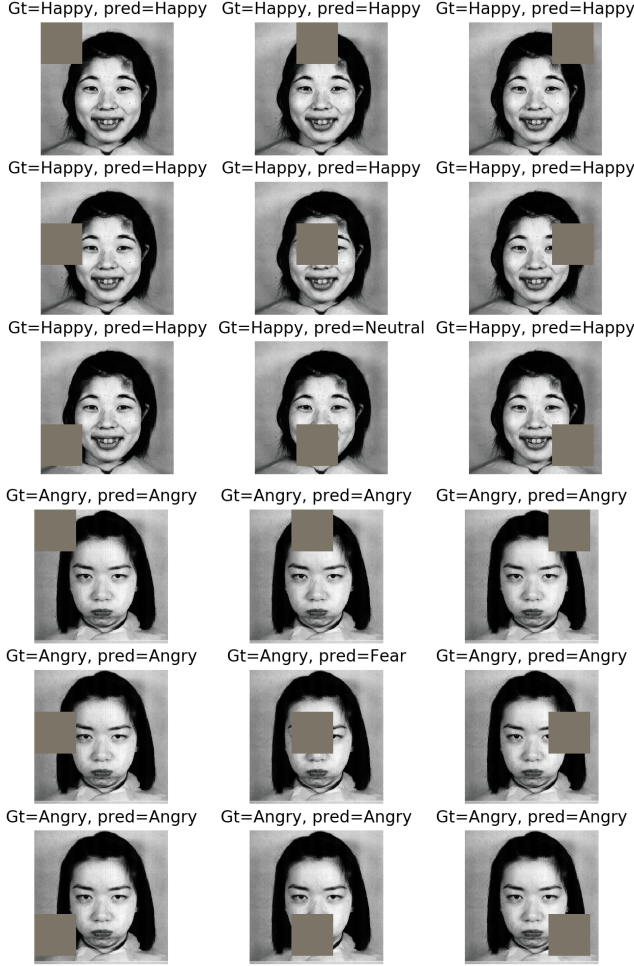 Gt=Happy, pred=Happy Gt=Happy, pred=Happy Gt=Happy, pred=Happy
Gt=Happy, pred=Happy Gt=Happy, pred=Happy Gt=Happy, pred=Happy
Gt=Happy, pred=Happy Gt=Happy, pred=Neutral Gt=Happy, pred=Happy
Gt=Angry, pred=Angry Gt=Angry, pred=Angry Gt=Angry, pred=Angry
Gt=Angry, pred=Angry Gt=Angry, pred=Fear Gt=Angry, pred=Angry
Gt=Angry, pred=Angry Gt=Angry, pred=Angry Gt=Angry, pred=Angry